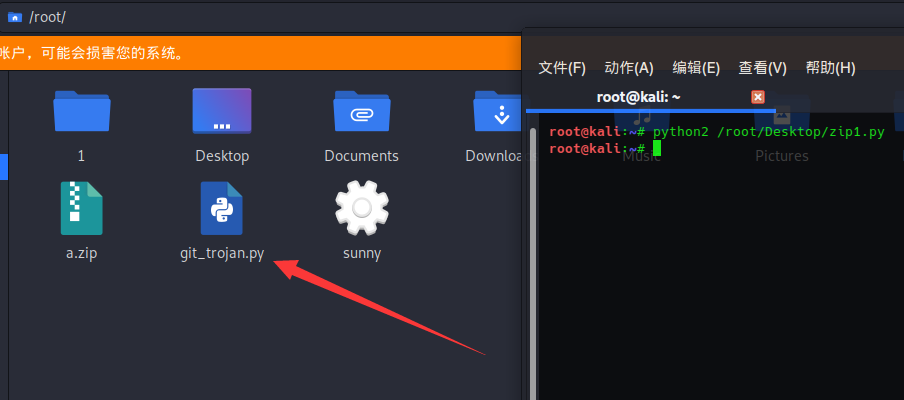 /root/
帐户，可能会损害您的系统。
1
Desktop
Documents
Downloa
a.zip
git_trojan.py
sunny
文件(F) 动作(A) 编辑(E) 查看(V) 帮助(H)
root@kali: ~
root@kali:~# python2 /root/Desktop/zip1.py
root@kali:~#
Music
Pictures